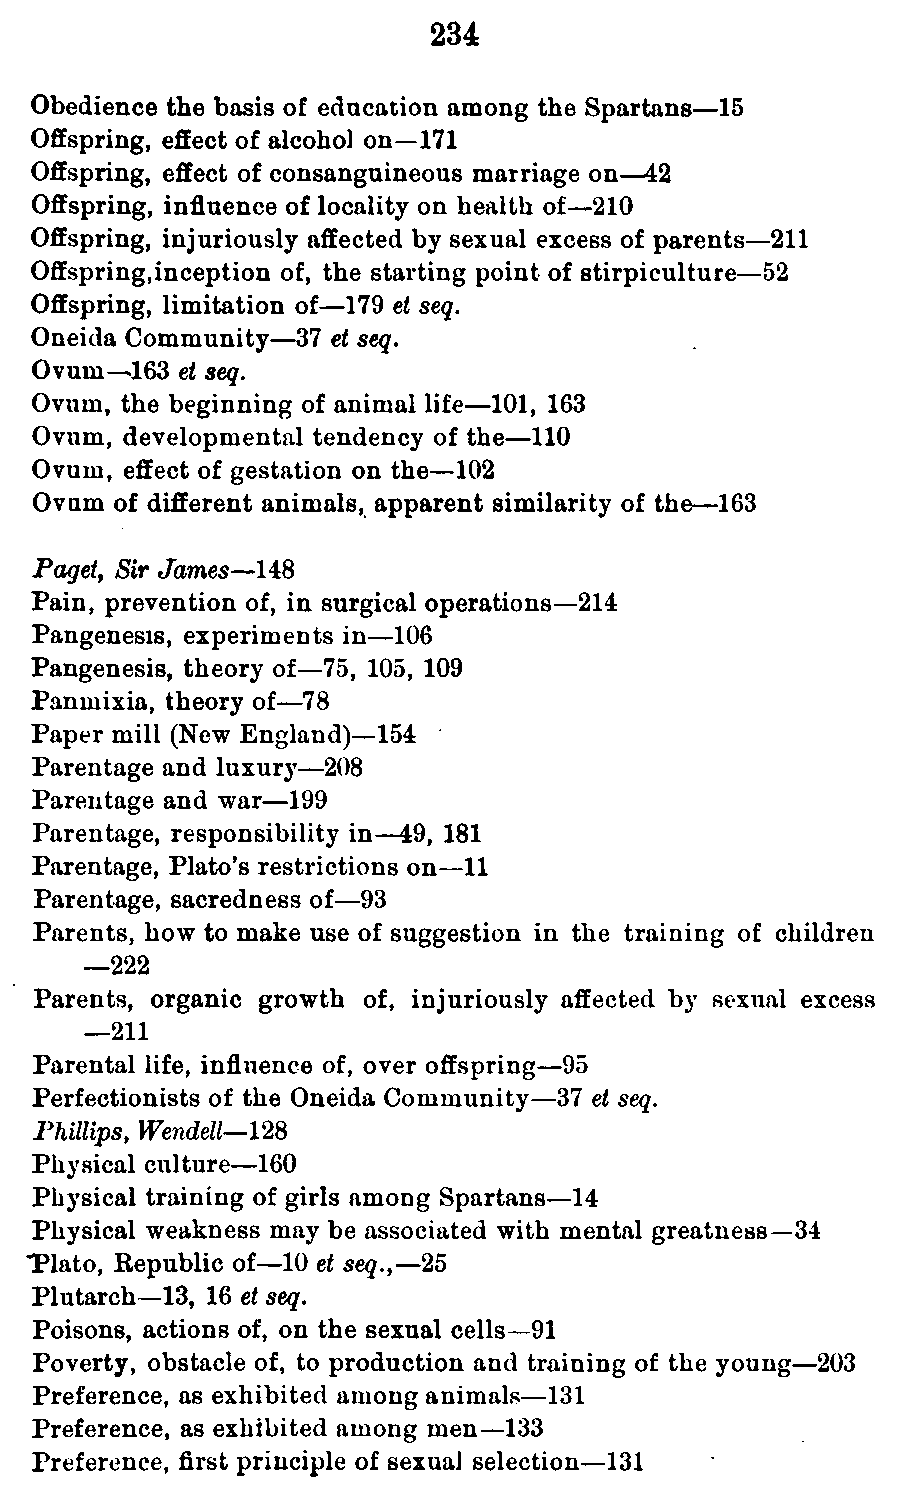 234
Obedience the basis of education among the Spartans—15
Offspring, effect of alcohol on—171
Offspring, effect of consanguineous marriage on—42
Offspring, influence of locality on health of—210
Offspring, injuriously affected by sexual excess of parents—211
Offspring,inception of, the starting point of stirpiculture—52
Offspring, limitation of—179 et seq.
Oneida Community—37 et seq.
Ovum—163 et seq.
Ovum, the beginning of animal life—101, 163
Ovum, developmental tendency of the—110
Ovum, effect of gestation on the—102
Ovum of different animals, apparent similarity of the—163
Paget, Sir James—148
Pain, prevention of, in surgical operations—214
Pangenesis, experiments in—106
Pangenesis, theory of—75, 105, 109
Panmixia, theory of—78
Paper mill (New England)—154
Parentage and luxury—208
Parentage and war—199
Parentage, responsibility in—49, 181
Parentage, Plato's restrictions on—11
Parentage, sacredness of—93
Parents, how to make use of suggestion in the training of children
—222
Parents, organic growth of, injuriously affected by sexual excess
—211
Parental life, influence of, over offspring—95
Perfectionists of the Oneida Community—37 et seq.
Phillips, Wendell—128
Physical culture—160
Physical training of girls among Spartans—14
Physical weakness may be associated with mental greatness—34
Plato, Republic of—10 et seq.,—25
Plutarch—13, 16 et seq.
Poisons, actions of, on the sexual cells—91
Poverty, obstacle of, to production and training of the young—203
Preference, as exhibited among animals—131
Preference, as exhibited among men—133
Preference, first principle of sexual selection—131